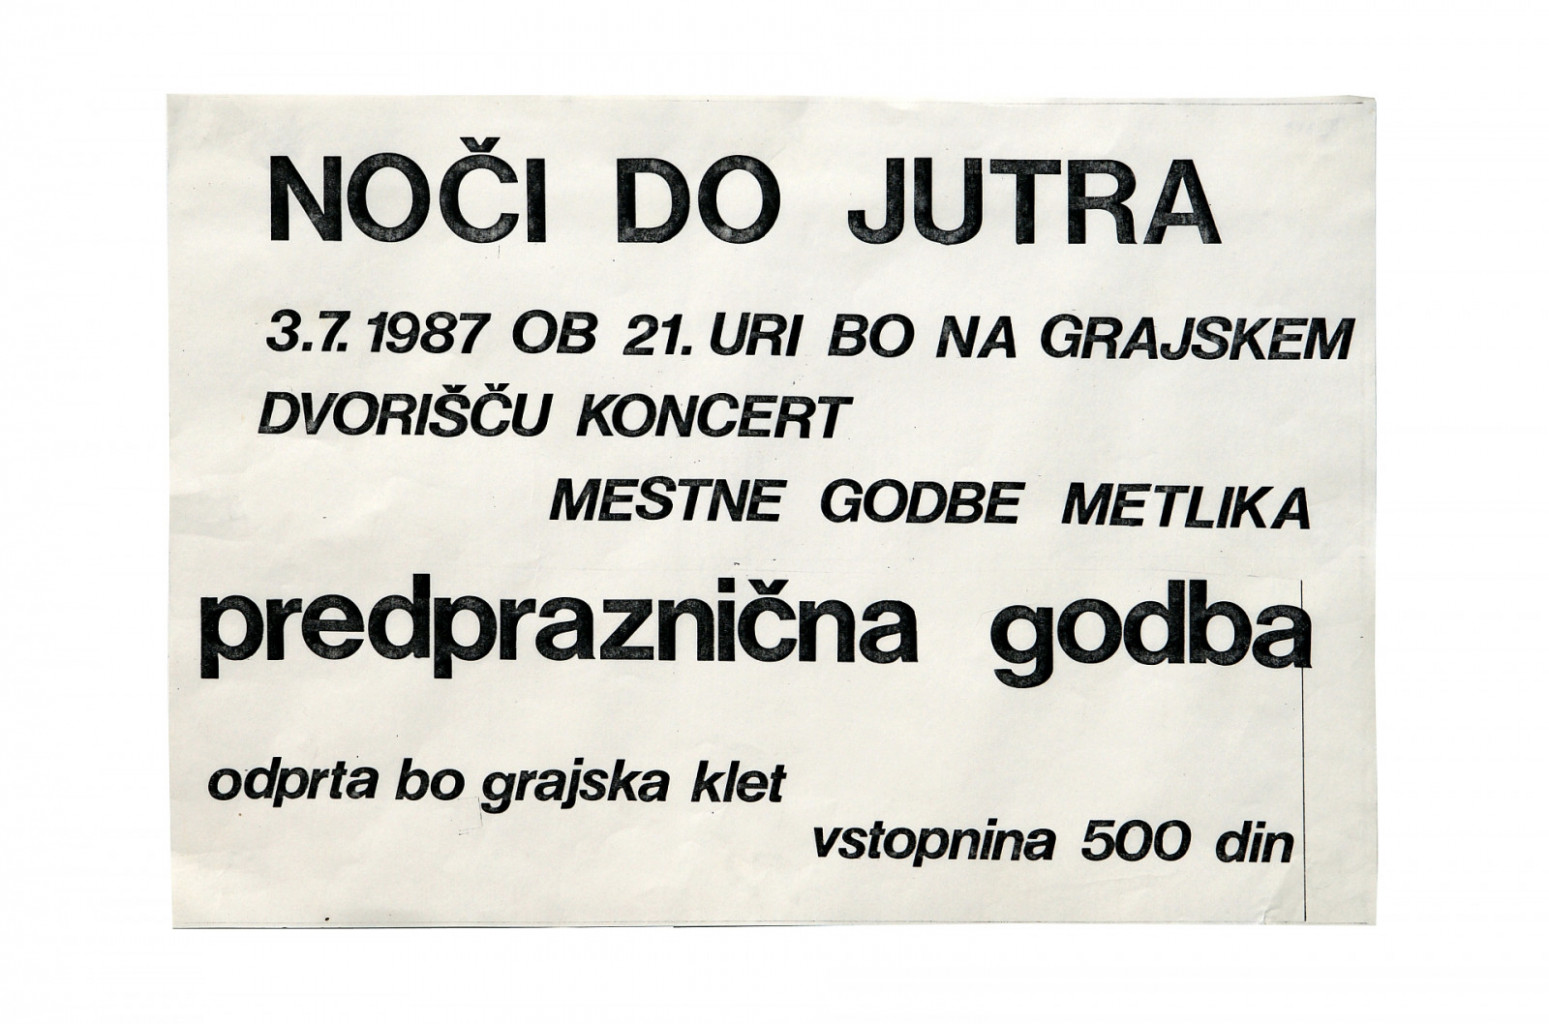 NOČI DO JUTRA
3.7. 1987 OB 21. URI BO NA GRAJSKEM
DVORIŠČU KONCERT
MESTNE GODBE METLIKA
predpraznična godba
odprta bo grajska klet
vstopnina 500 din